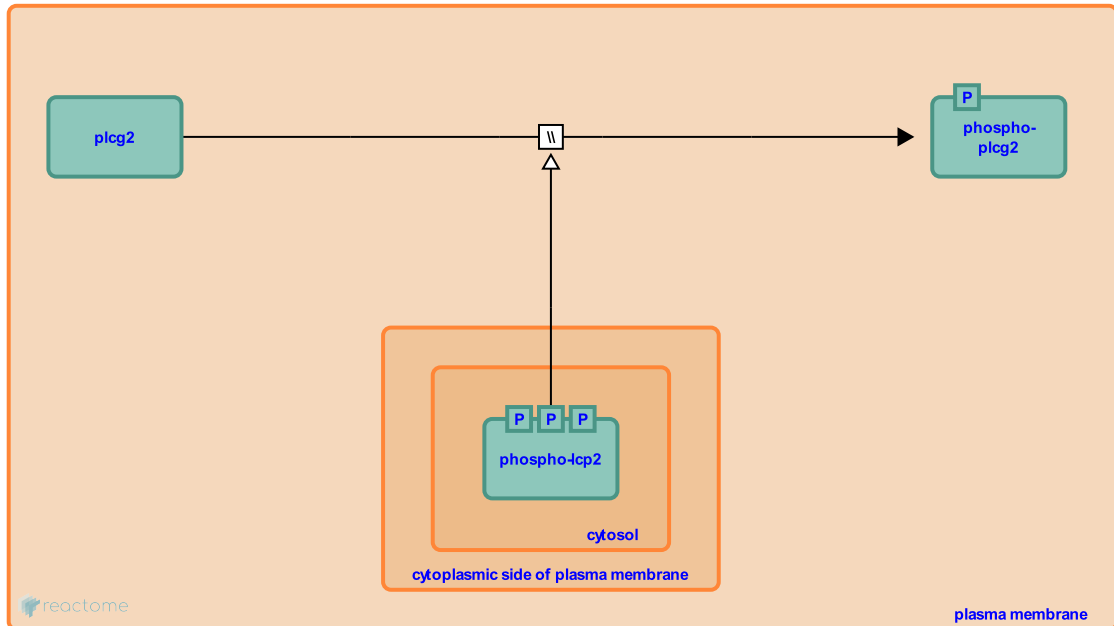 plcg2
\\
P
phospho-
plcg2
P P P
phospho-lcp2
cytosol
cytoplasmic side of plasma membrane
reactome
plasma membrane